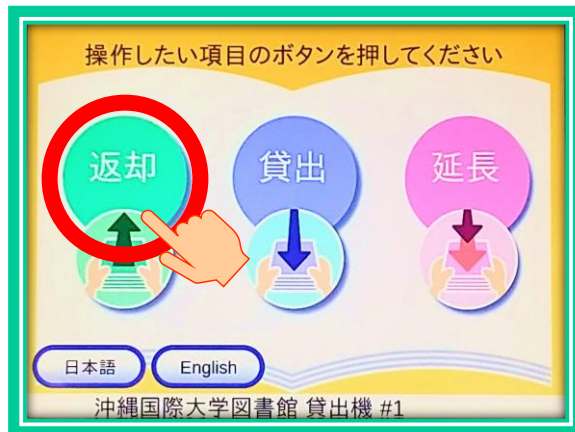 操作したい項目のボタンを押してください
返却
貸出
延長
日本語
English
沖縄国際大学図書館 貸出機 #1